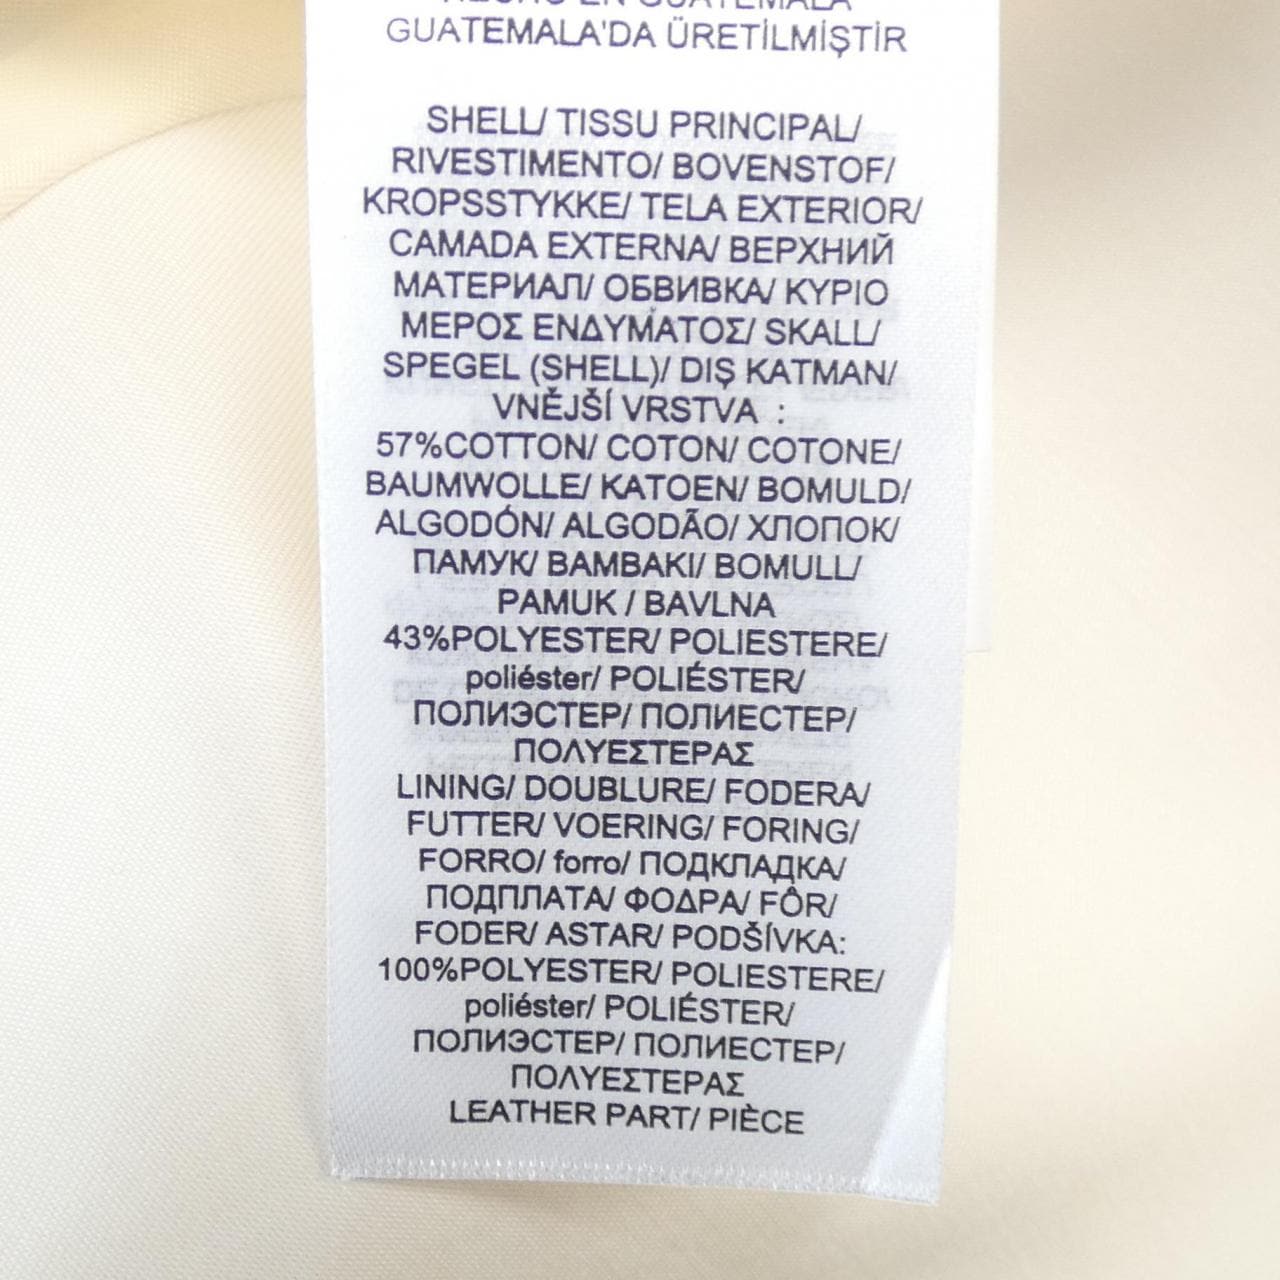 HECHO EN GUATEMALA
GUATEMALA'DA ÜRETİLMİŞTİR
SHELL/ TISSU PRINCIPAL/
RIVESTIMENTO/ BOVENSTOF/
KROPSSTYKKE/ TELA EXTERIOR/
CAMADA EXTERNA/ ВЕРХНИЙ
МАТЕРИАЛ/ ОБВИВКА/ ΚΥΡΙΟ
ΜΕΡΟΣ ΕΝΔΥΜΑΤΟΣ/ SKALL/
SPEGEL (SHELL)/ DIŞ KATMAN/
VNĚJŠÍ VRSTVA :
57%COTTON/ COTON/ COTONE/
BAUMWOLLE/ KATOEN/ BOMULD/
ALGODÓN/ ALGODÃO/ ХЛОПОК/
ПАМУК/ ΒΑΜΒΑΚΙ/ BOMULL/
PAMUK / BAVLNA
43%POLYESTER/ POLIESTERE/
poliéster/ POLIÉSTER/
ПОЛИЭСТЕР/ ПОЛИЕСТЕР/
ΠΟΛΥΕΣΤΕΡΑΣ
LINING/ DOUBLURE/ FODERA/
FUTTER/ VOERING/ FORING/
FORRO/ forro/ ПОДКЛАДКА/
ПОДПЛАТА/ ΦΟΔΡΑ/ FÔR/
FODER/ ASTAR/ PODŠÍVKA:
100%POLYESTER/ POLIESTERE/
poliéster/ POLIÉSTER/
ПОЛИЭСТЕР/ ПОЛИЕСТЕР/
ΠΟΛΥΕΣΤΕΡΑΣ
LEATHER PART/ PIÈCE